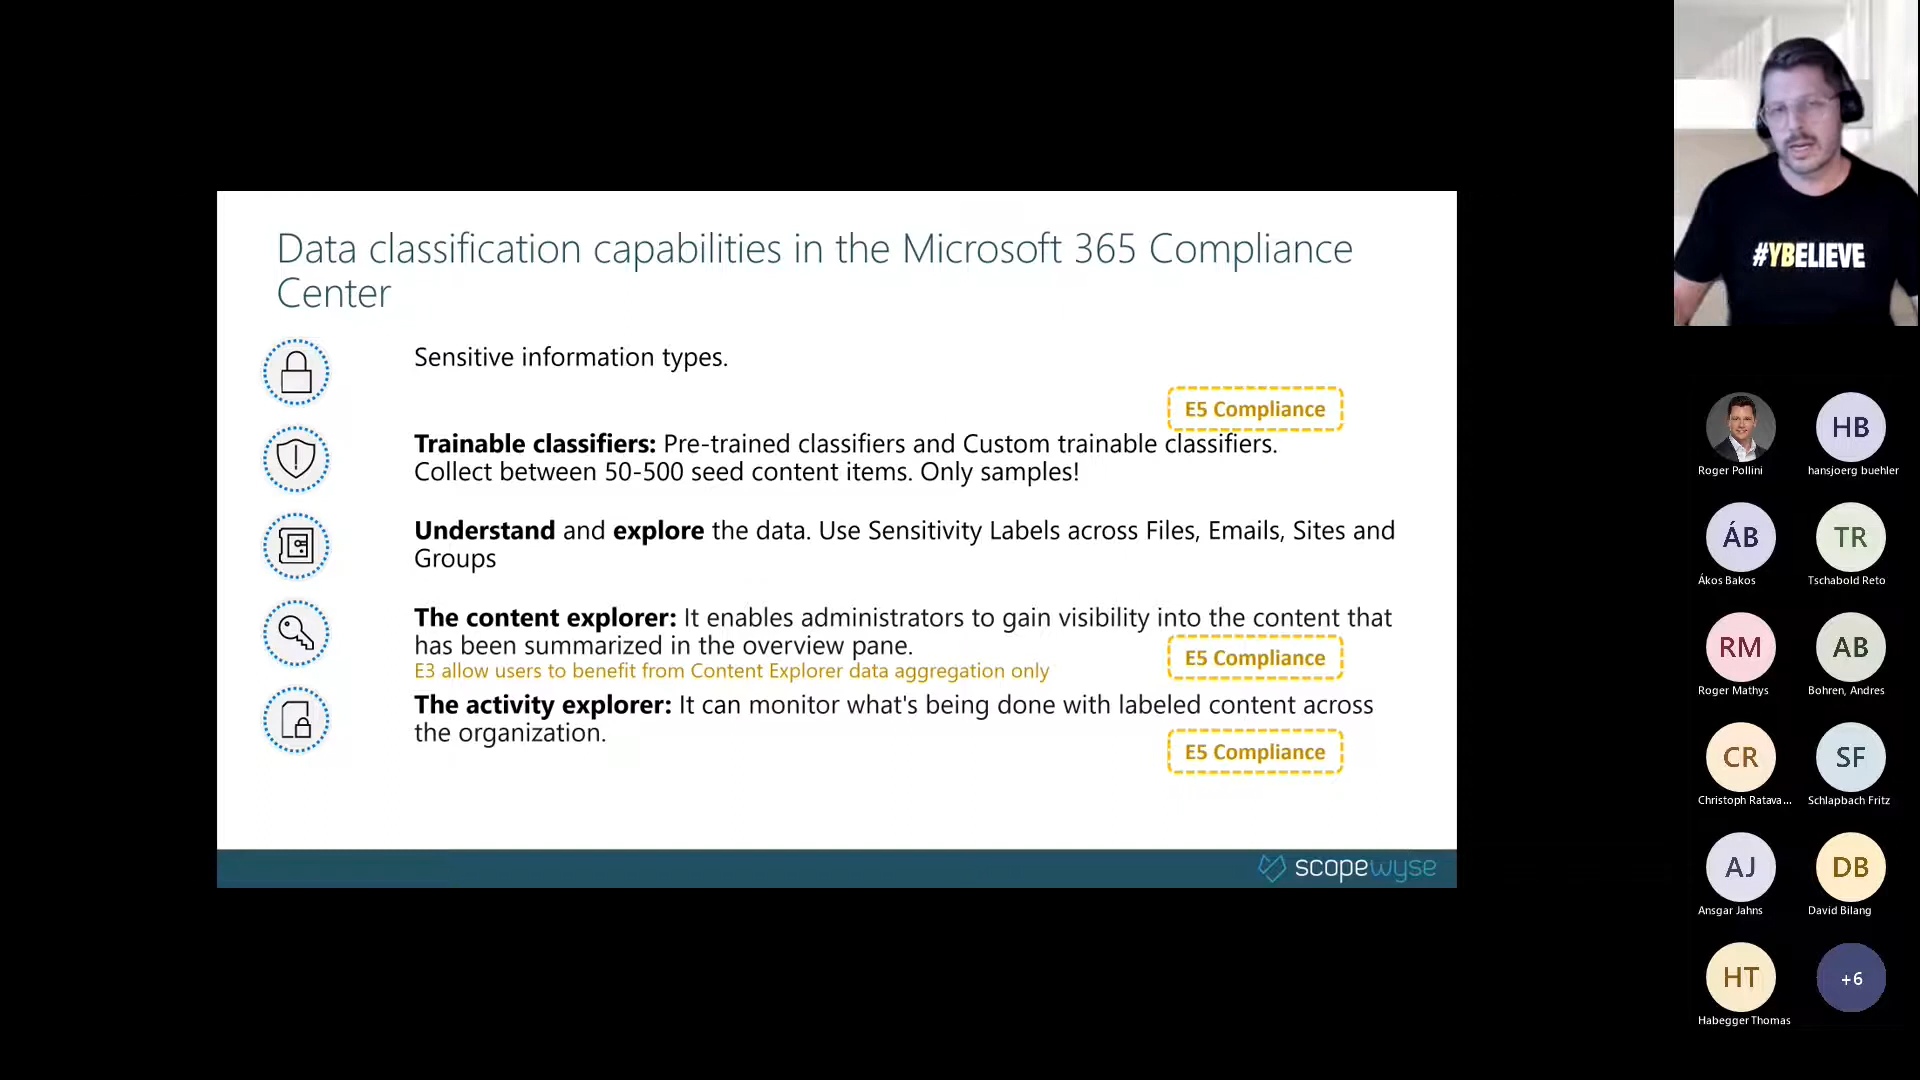 Data classification capabilities in the Microsoft 365 Compliance
Center
Sensitive information types.
E5 Compliance
Trainable classifiers: Pre-trained classifiers and Custom trainable classifiers.
Collect between 50-500 seed content items. Only samples!
Understand and explore the data. Use Sensitivity Labels across Files, Emails, Sites and
Groups
The content explorer: It enables administrators to gain visibility into the content that
has been summarized in the overview pane.
E5 Compliance
E3 allow users to benefit from Content Explorer data aggregation only
The activity explorer: It can monitor what's being done with labeled content across
the organization.
E5 Compliance
scopewyse
#YBELIEVE
Roger Pollini
HB
hansjoerg buehler
ÁB
Ákos Bakos
TR
Tschabold Reto
RM
Roger Mathys
AB
Bohren, Andres
CR
Christoph Ratava...
SF
Schlapbach Fritz
AJ
Ansgar Jahns
DB
David Bilang
HT
Habegger Thomas
+6